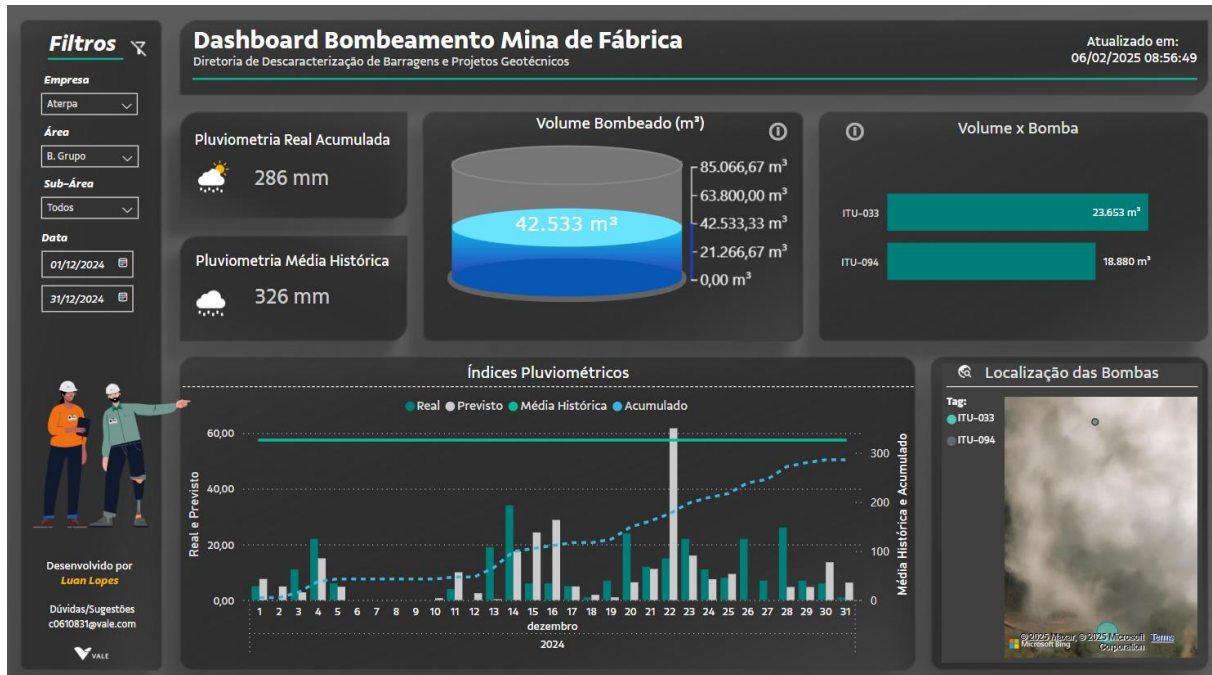 Filtros
Empresa
Aterpa
Área
B. Grupo
Sub-Área
Todos
Data
01/12/2024
31/12/2024
Desenvolvido por
Luan Lopes
Dúvidas/Sugestões
c0610831@vale.com
VALE
Dashboard Bombeamento Mina de Fábrica
Diretoria de Descaracterização de Barragens e Projetos Geotécnicos
Atualizado em:
06/02/2025 08:56:49
Pluviometria Real Acumulada
286 mm
Pluviometria Média Histórica
326 mm
Volume Bombeado (m³)
42.533 m³
85.066,67 m³
63.800,00 m³
42.533,33 m³
21.266,67 m³
0,00 m³
Volume x Bomba
ITU-033
23.653 m³
ITU-094
18.880 m³
Índices Pluviométricos
Real Previsto Média Histórica Acumulado
Real e Previsto
60,00
40,00
20,00
0,00
300
200
100
0
Média Histórica e Acumulado
1 2 3 4 5 6 7 8 9 10 11 12 13 14 15 16 17 18 19 20 21 22 23 24 25 26 27 28 29 30 31
dezembro
2024
Localização das Bombas
Tag:
ITU-033
ITU-094
© 2025 Maxar, © 2025 Microsoft Corporation Terms
Microsoft Bing